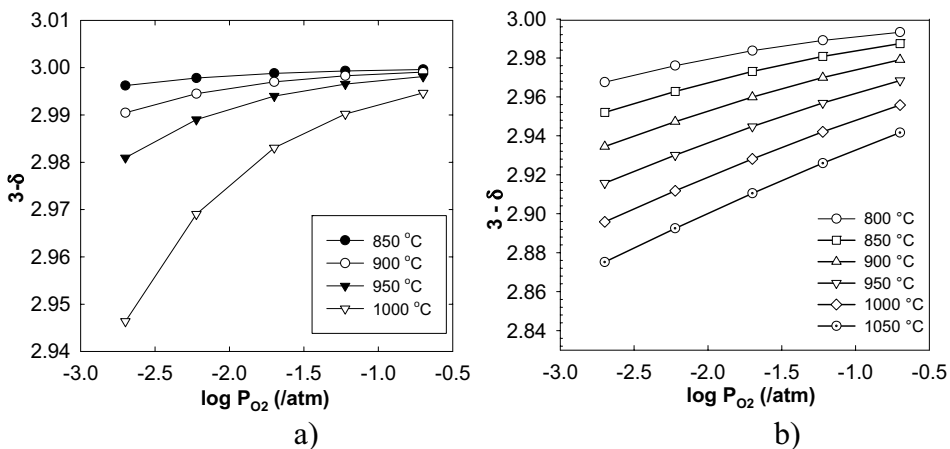 3.01
3.00
2.99
2.98
2.97
2.96
2.95
2.94
3-δ
850 °C
900 °C
950 °C
1000 °C
-3.0 -2.5 -2.0 -1.5 -1.0 -0.5
log P_O2 (/atm)
a)
3.00
2.98
2.96
2.94
2.92
2.90
2.88
2.86
2.84
3 - δ
800 °C
850 °C
900 °C
950 °C
1000 °C
1050 °C
-3.0 -2.5 -2.0 -1.5 -1.0 -0.5
log P_O2 (/atm)
b)